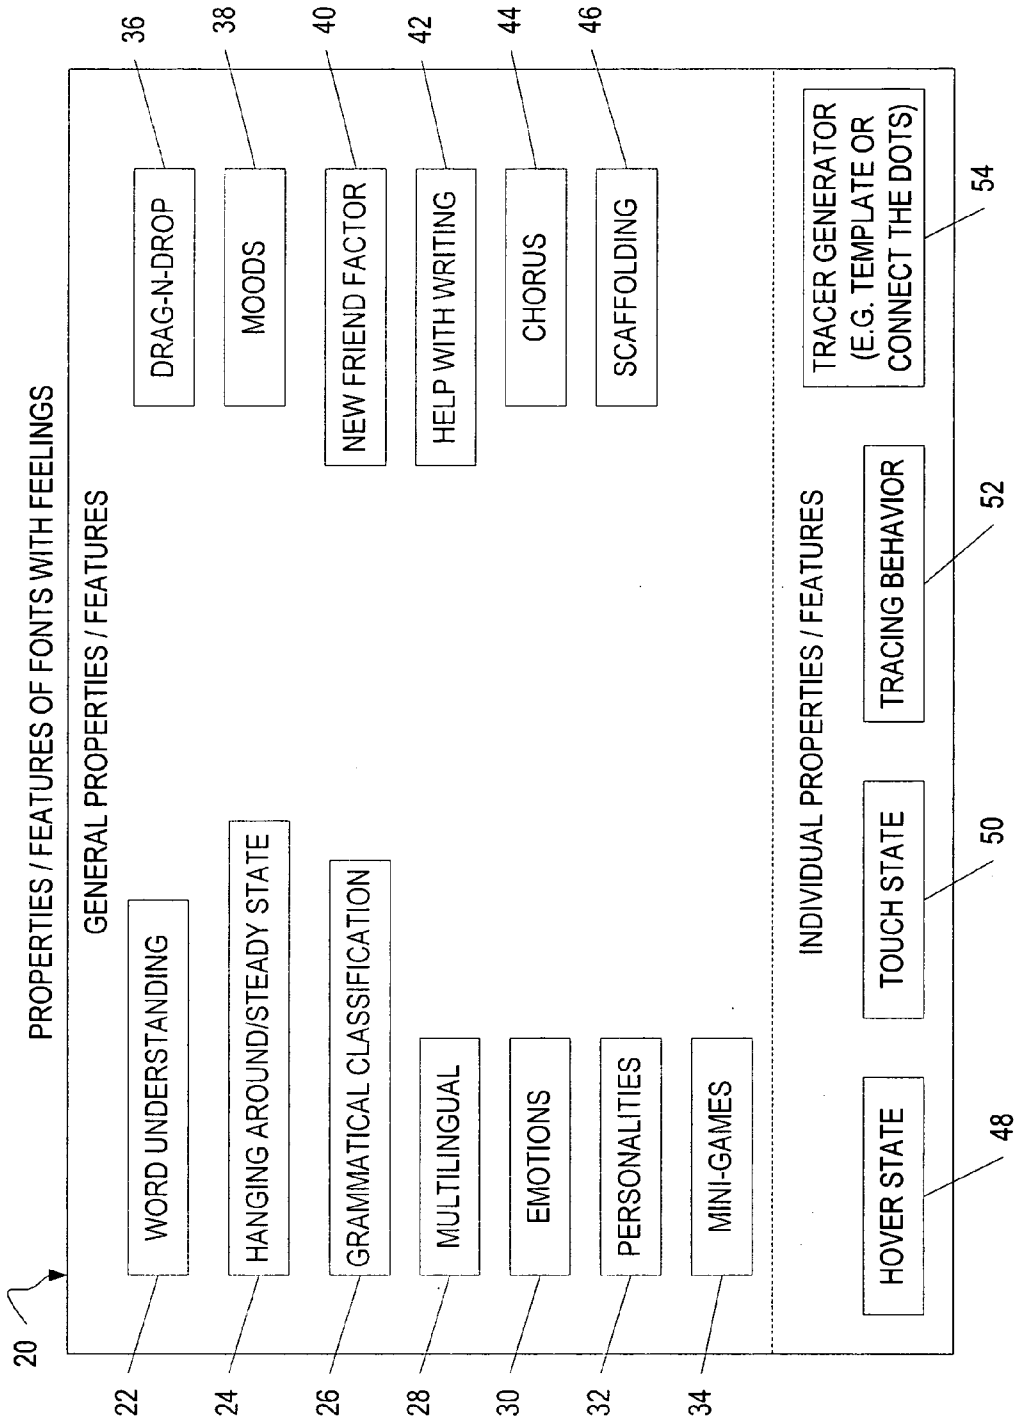 PROPERTIES / FEATURES OF FONTS WITH FEELINGS
20
GENERAL PROPERTIES / FEATURES
22
WORD UNDERSTANDING
24
HANGING AROUND/STEADY STATE
26
GRAMMATICAL CLASSIFICATION
28
MULTILINGUAL
30
EMOTIONS
32
PERSONALITIES
34
MINI-GAMES
DRAG-N-DROP
36
MOODS
38
NEW FRIEND FACTOR
40
HELP WITH WRITING
42
CHORUS
44
SCAFFOLDING
46
INDIVIDUAL PROPERTIES / FEATURES
HOVER STATE
48
TOUCH STATE
50
TRACING BEHAVIOR
52
TRACER GENERATOR
(E.G. TEMPLATE OR
CONNECT THE DOTS)
54